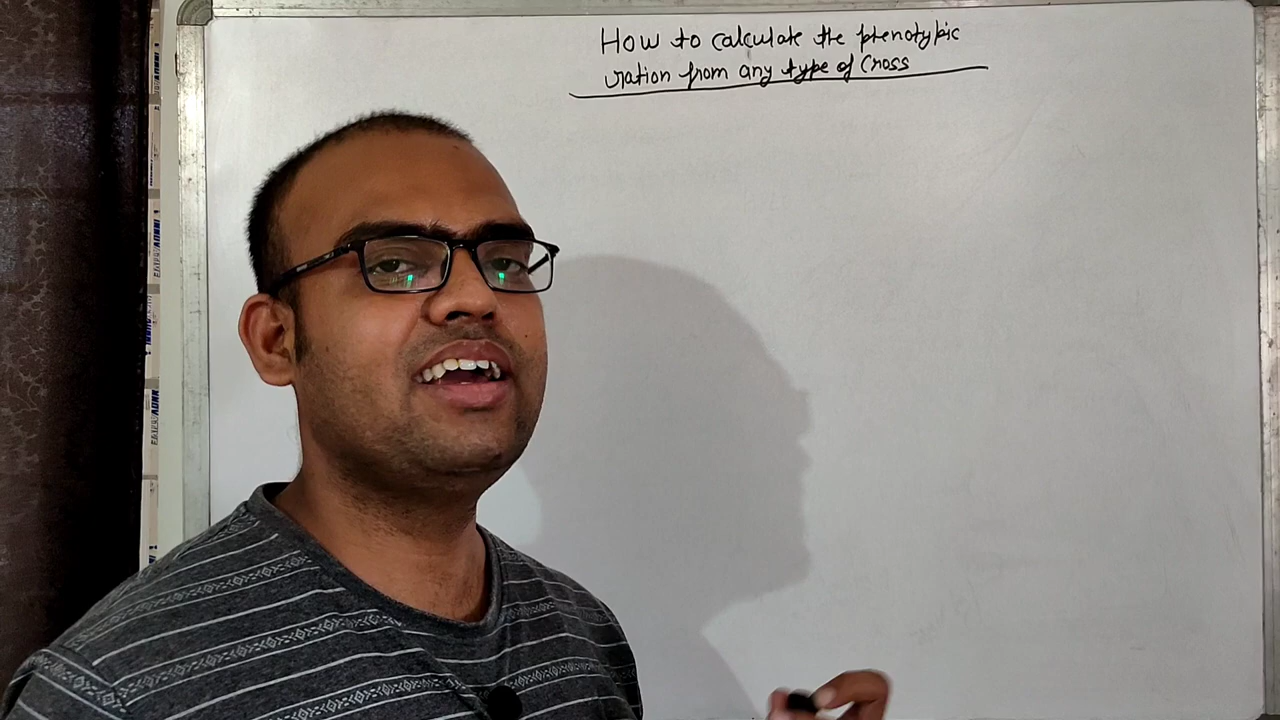 How to calculate the phenotypic
ration from any type of Cross